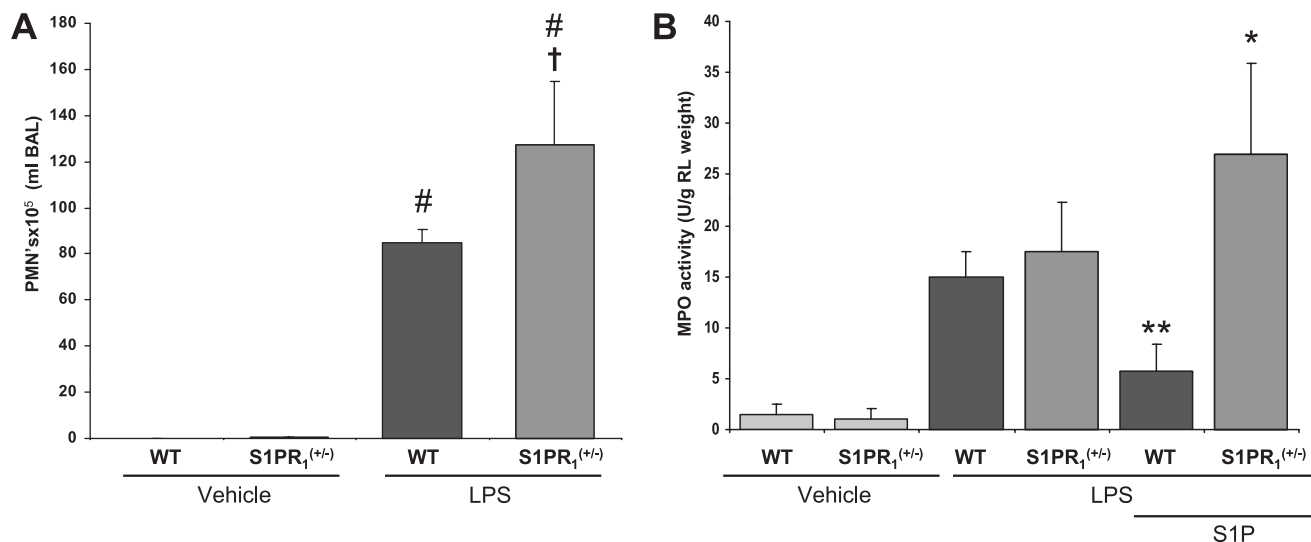 A
PMN'sx10⁵ (ml BAL)
180
160
140
120
100
80
60
40
20
0
#
#
†
WT
S1PR₁(+/-)
WT
S1PR₁(+/-)
Vehicle
LPS
B
MPO activity (U/g RL weight)
40
35
30
25
20
15
10
5
0
**
*
WT
S1PR₁(+/-)
WT
S1PR₁(+/-)
WT
S1PR₁(+/-)
Vehicle
LPS
S1P